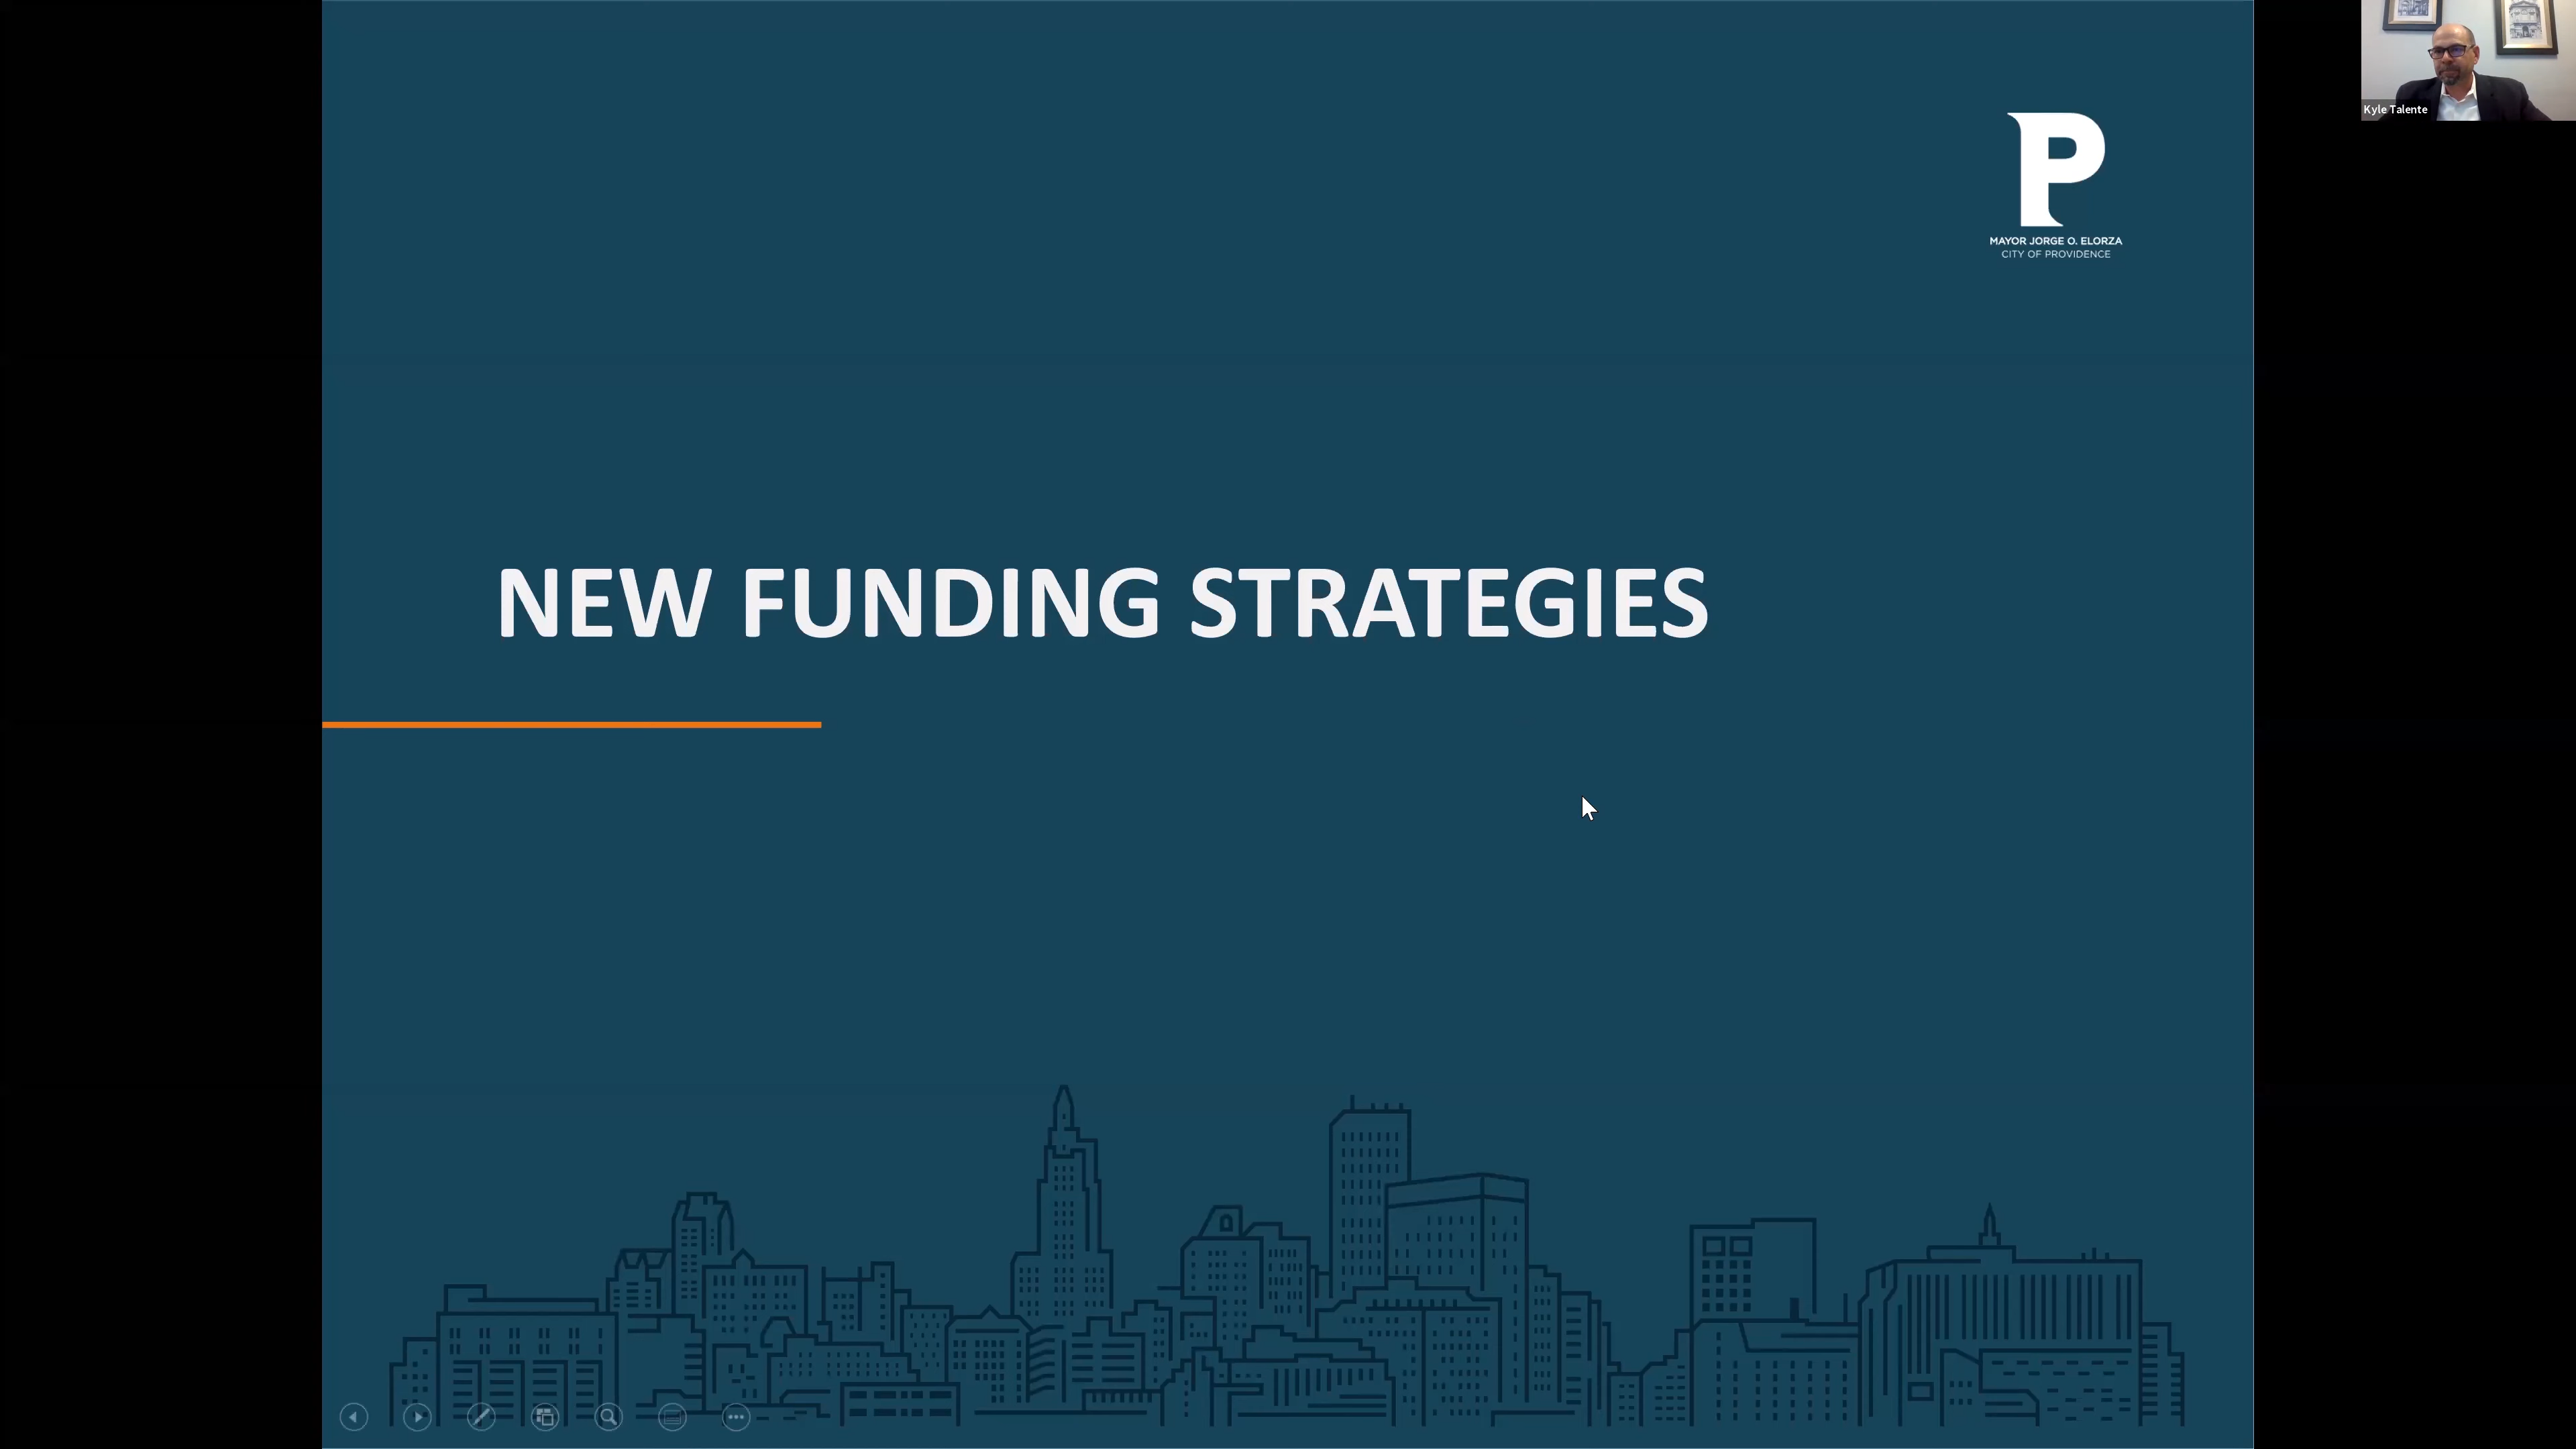 Kyle Talente
P
MAYOR JORGE O. ELORZA
CITY OF PROVIDENCE
NEW FUNDING STRATEGIES